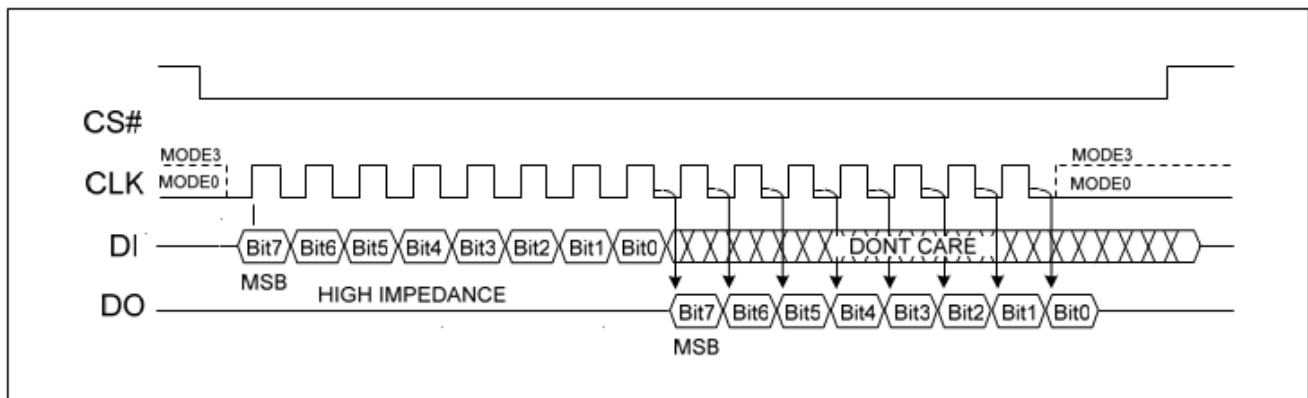 CS#
MODE3 MODE3
CLK MODE0 MODE0
DI Bit7 Bit6 Bit5 Bit4 Bit3 Bit2 Bit1 Bit0 DONT CARE
MSB HIGH IMPEDANCE
DO Bit7 Bit6 Bit5 Bit4 Bit3 Bit2 Bit1 Bit0
MSB